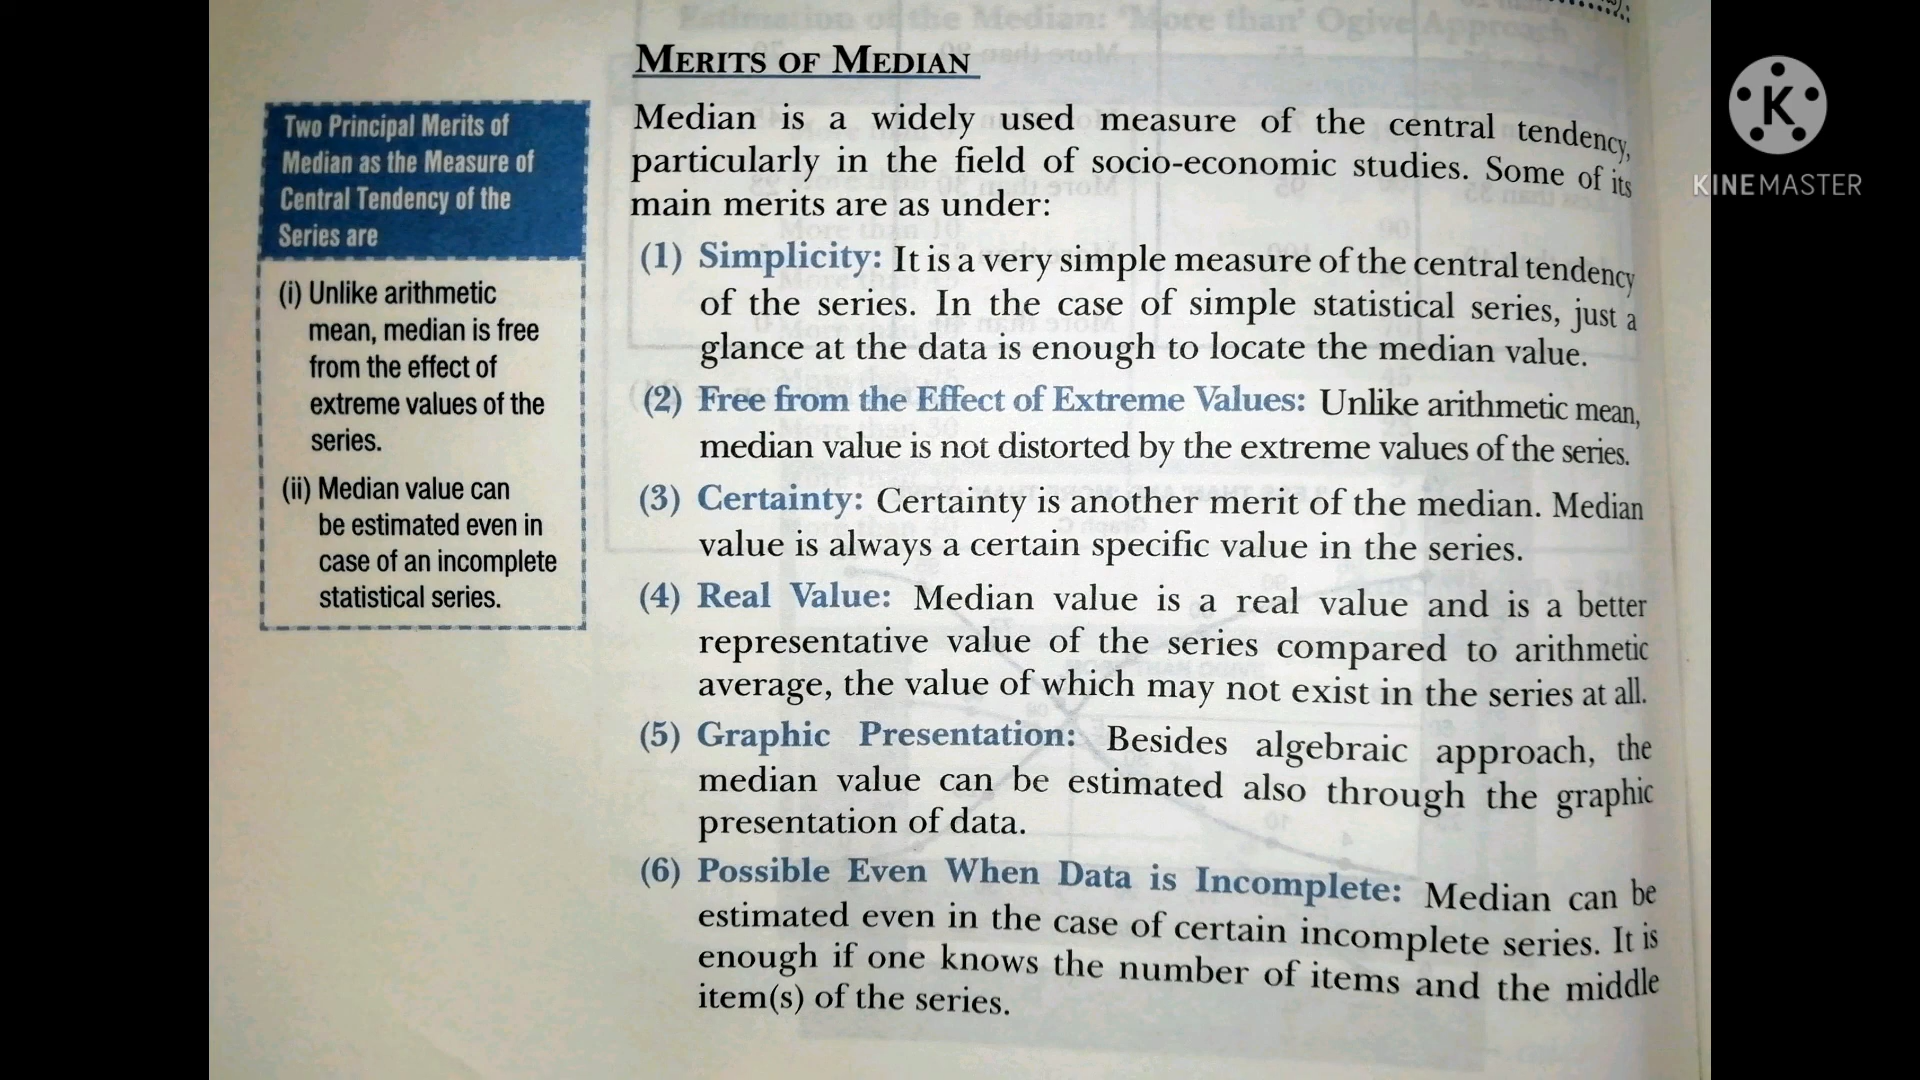 MERITS OF MEDIAN
Median is a widely used measure of the central tendency,
particularly in the field of socio-economic studies. Some of its
main merits are as under:
(1) Simplicity: It is a very simple measure of the central tendency
of the series. In the case of simple statistical series, just a
glance at the data is enough to locate the median value.
(2) Free from the Effect of Extreme Values: Unlike arithmetic mean,
median value is not distorted by the extreme values of the series.
(3) Certainty: Certainty is another merit of the median. Median
value is always a certain specific value in the series.
(4) Real Value: Median value is a real value and is a better
representative value of the series compared to arithmetic
average, the value of which may not exist in the series at all.
(5) Graphic Presentation: Besides algebraic approach, the
median value can be estimated also through the graphic
presentation of data.
(6) Possible Even When Data is Incomplete: Median can be
estimated even in the case of certain incomplete series. It is
enough if one knows the number of items and the middle
item(s) of the series.
Two Principal Merits of
Median as the Measure of
Central Tendency of the
Series are
(i) Unlike arithmetic
mean, median is free
from the effect of
extreme values of the
series.
(ii) Median value can
be estimated even in
case of an incomplete
statistical series.
K
KINEMASTER